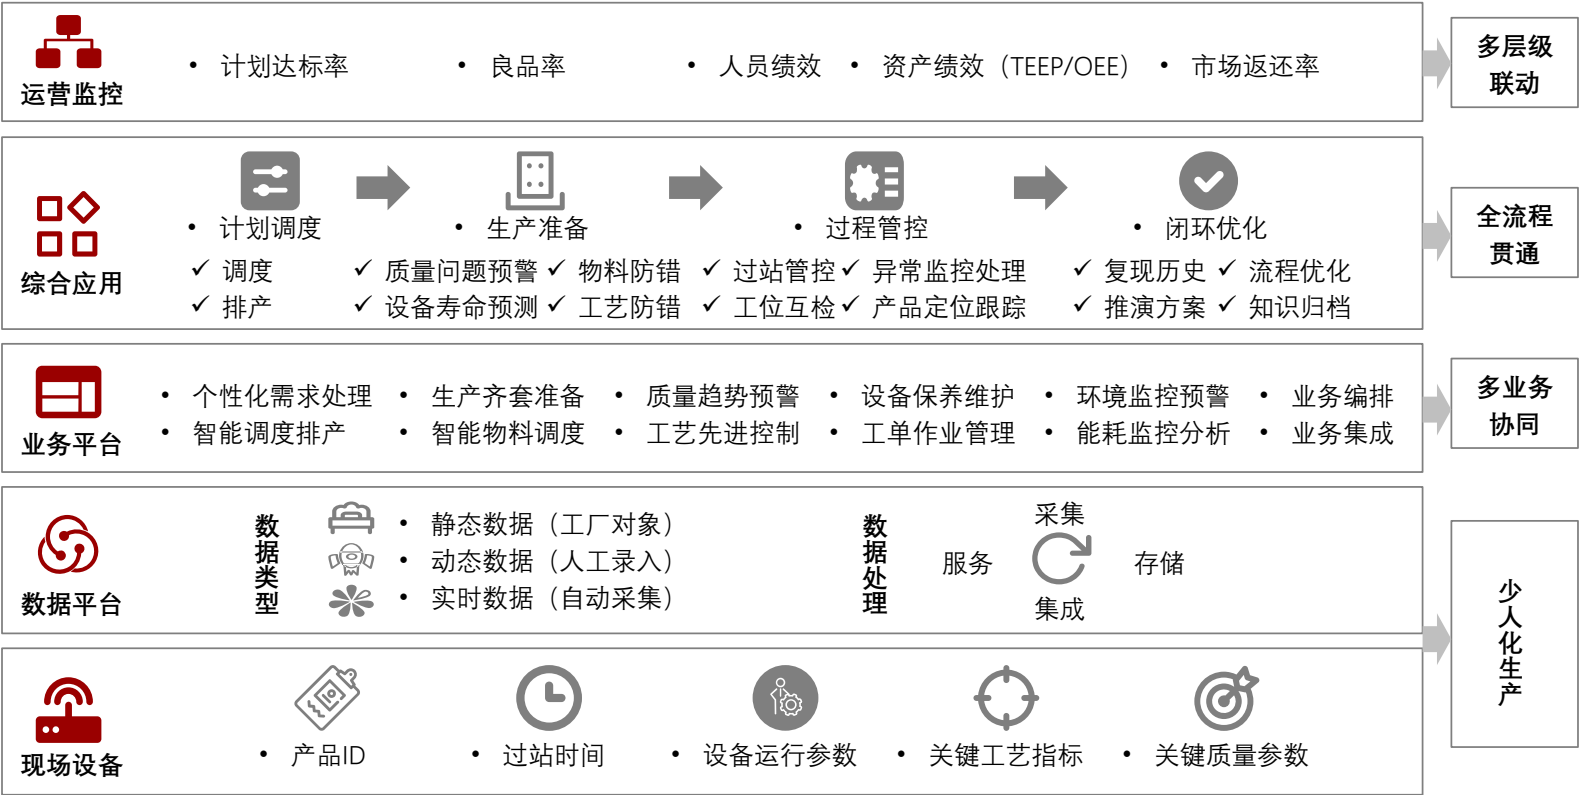 运营监控
• 计划达标率
• 良品率
• 人员绩效
• 资产绩效（TEEP/OEE）
• 市场返还率
多层级
联动
综合应用
• 计划调度
✓ 调度
✓ 排产
• 生产准备
✓ 质量问题预警
✓ 物料防错
✓ 设备寿命预测
✓ 工艺防错
• 过程管控
✓ 过站管控
✓ 异常监控处理
✓ 工位互检
✓ 产品定位跟踪
• 闭环优化
✓ 复现历史
✓ 流程优化
✓ 推演方案
✓ 知识归档
全流程
贯通
业务平台
• 个性化需求处理
• 生产齐套准备
• 质量趋势预警
• 设备保养维护
• 环境监控预警
• 业务编排
• 智能调度排产
• 智能物料调度
• 工艺先进控制
• 工单作业管理
• 能耗监控分析
• 业务集成
多业务
协同
数据平台
数据类型
• 静态数据（工厂对象）
• 动态数据（人工录入）
• 实时数据（自动采集）
数据处理
采集
服务
存储
集成
现场设备
• 产品ID
• 过站时间
• 设备运行参数
• 关键工艺指标
• 关键质量参数
少人化生产